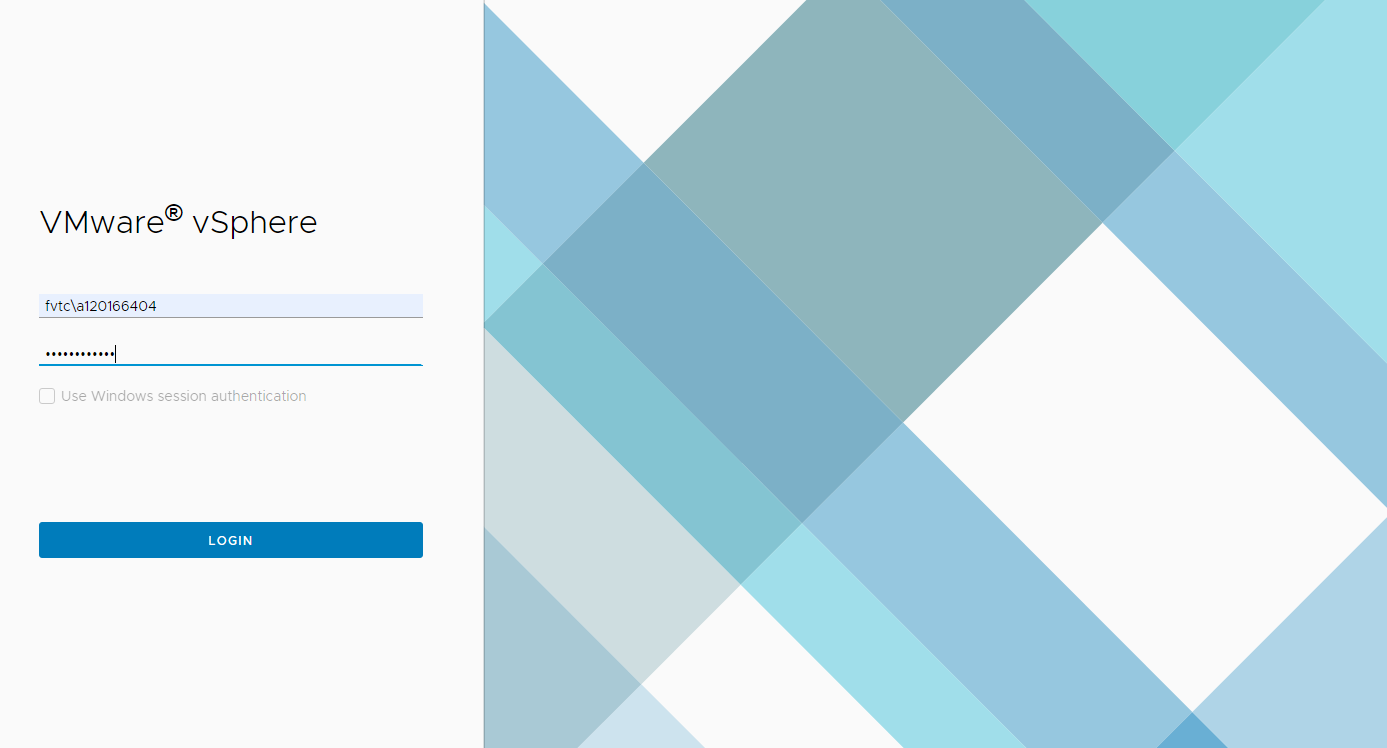 VMware® vSphere
fvtc\a120166404
••••••••••••
Use Windows session authentication
LOGIN